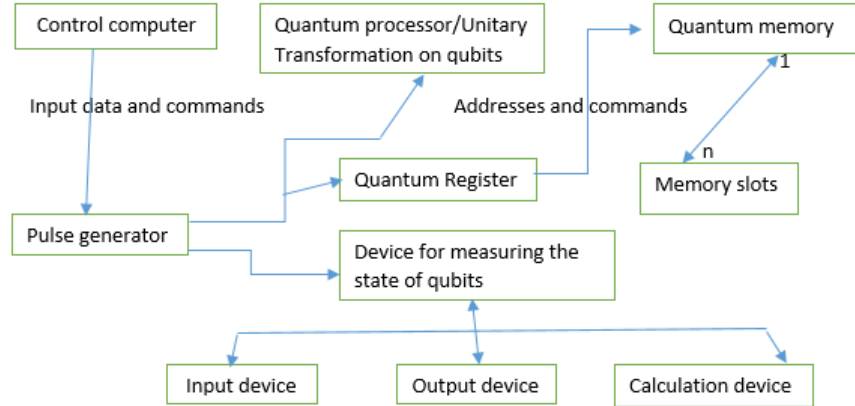 Control computer
Quantum processor/Unitary
Transformation on qubits
Quantum memory
1
Input data and commands
Addresses and commands
n
Quantum Register
Memory slots
Pulse generator
Device for measuring the
state of qubits
Input device
Output device
Calculation device